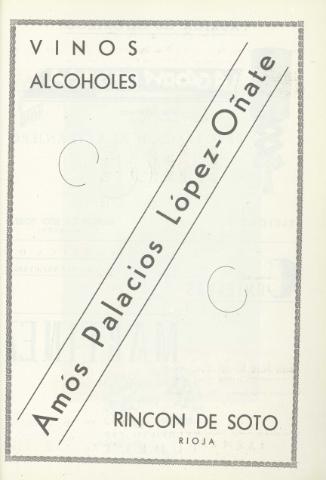 VINOS
ALCOHOLES
Amós Palacios López-Oñate
RINCON DE SOTO
RIOJA